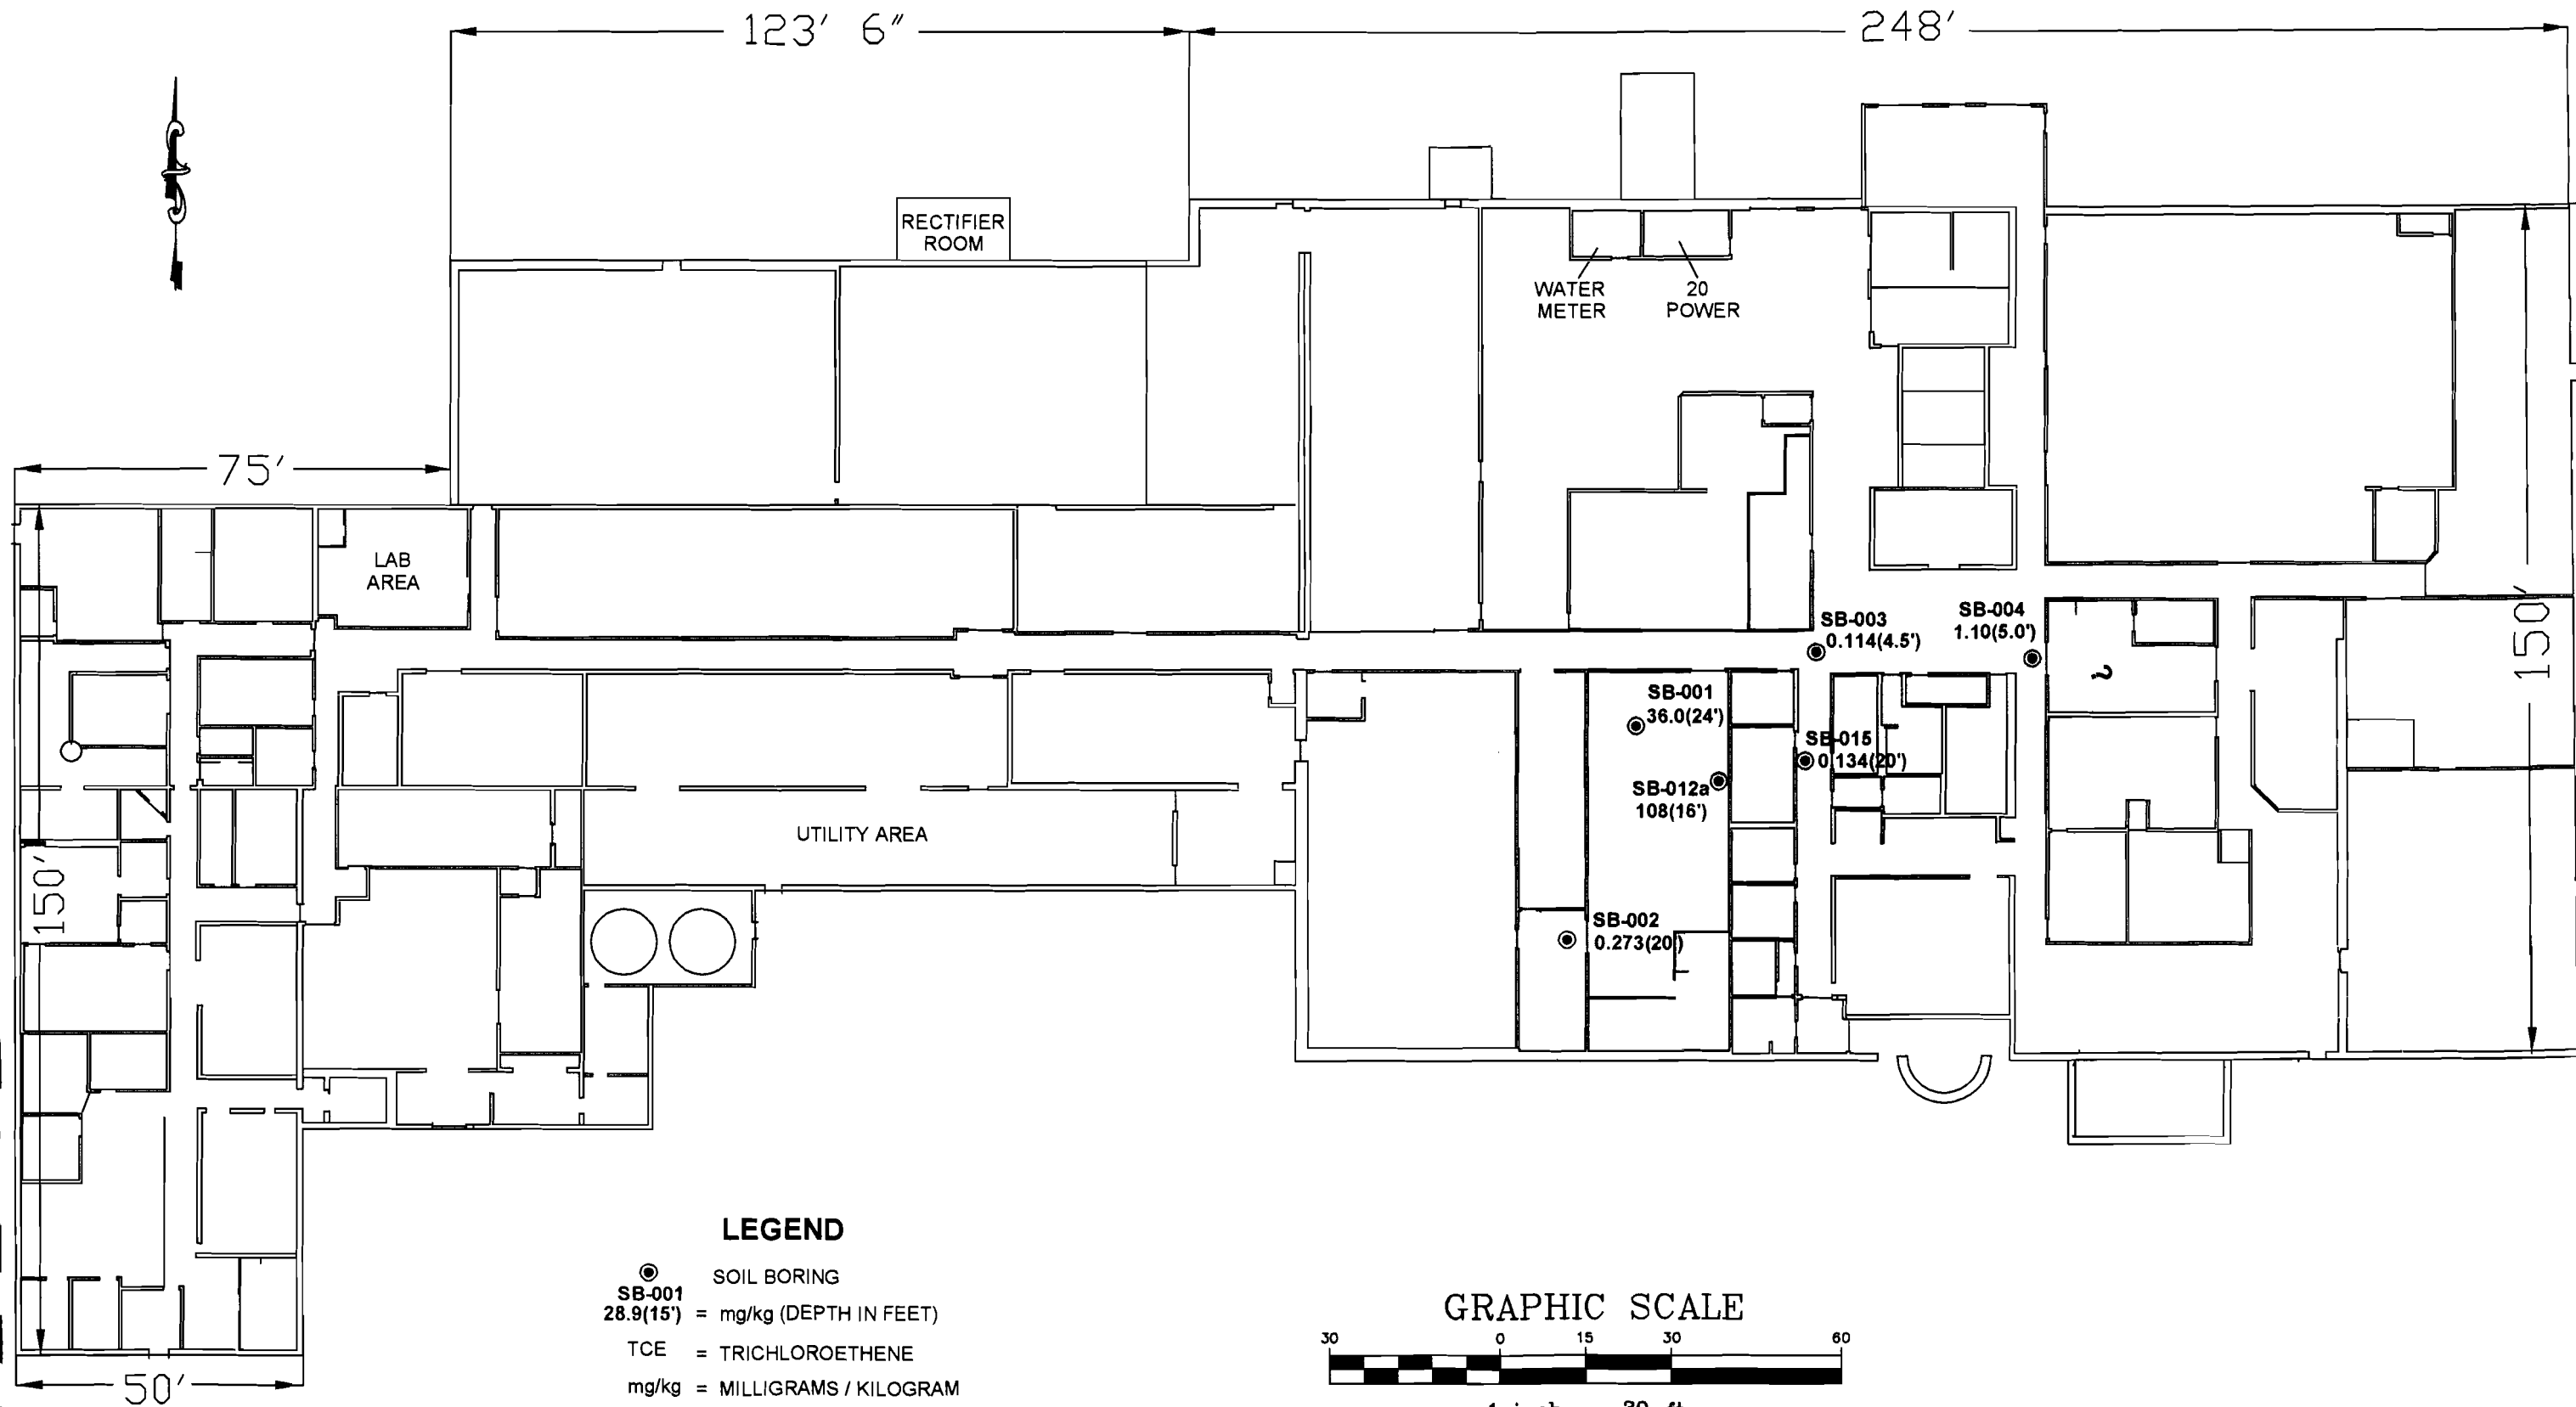 123' 6"
248'
RECTIFIER
ROOM
WATER
METER
20
POWER
75'
LAB
AREA
150'
SB-003
0.114(4.5')
SB-004
1.10(5.0')
SB-001
36.0(24')
SB-015
0.134(20')
SB-012a
108(16')
UTILITY AREA
150'
SB-002
0.273(20')
LEGEND
SOIL BORING
SB-001
28.9(15') = mg/kg (DEPTH IN FEET)
TCE = TRICHLOROETHENE
mg/kg = MILLIGRAMS / KILOGRAM
50'
GRAPHIC SCALE
30 0 15 30 60